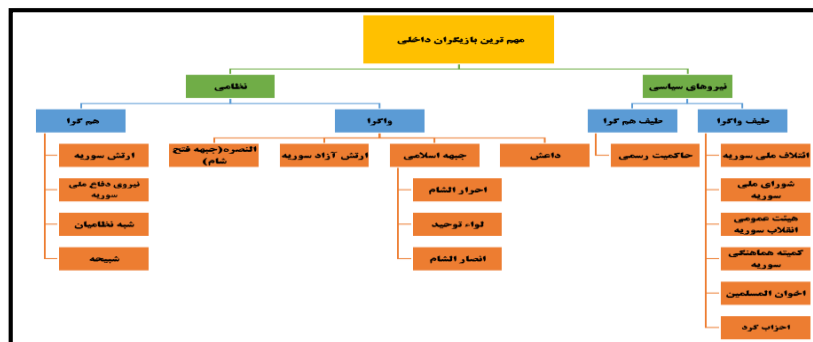 مهم ترین بازیگران داخلی
نیروهای سیاسی
نظامی
طیف واگرا
طیف هم گرا
واگرا
هم گرا
ائتلاف ملی سوریه
شورای ملی
سوریه
هیئت عمومی
انقلاب سوریه
کمیته هماهنگی
سوریه
اخوان المسلمین
احزاب کرد
حاکمیت رسمی
داعش
جبهه اسلامی
احرار الشام
لواء توحید
انصار الشام
ارتش آزاد سوریه
النصره(جبهه فتح
شام)
ارتش سوریه
نیروی دفاع ملی
سوریه
شبه نظامیان
شبیحه